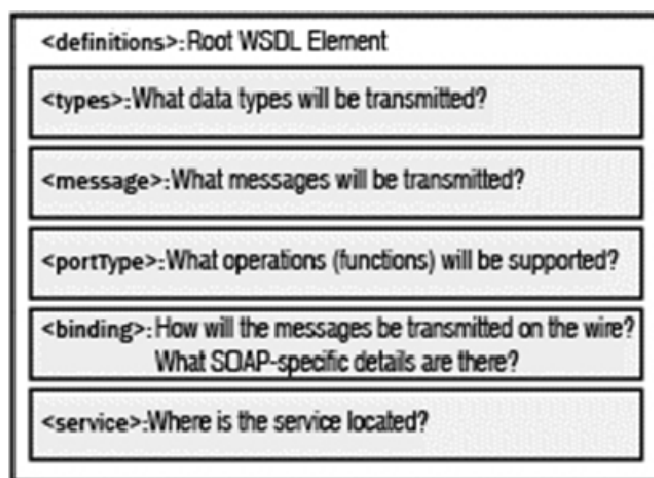 <definitions>:Root WSDL Element
<types>:What data types will be transmitted?
<message>:What messages will be transmitted?
<portType>:What operations (functions) will be supported?
<binding>:How will the messages be transmitted on the wire?
What SOAP-specific details are there?
<service>:Where is the service located?